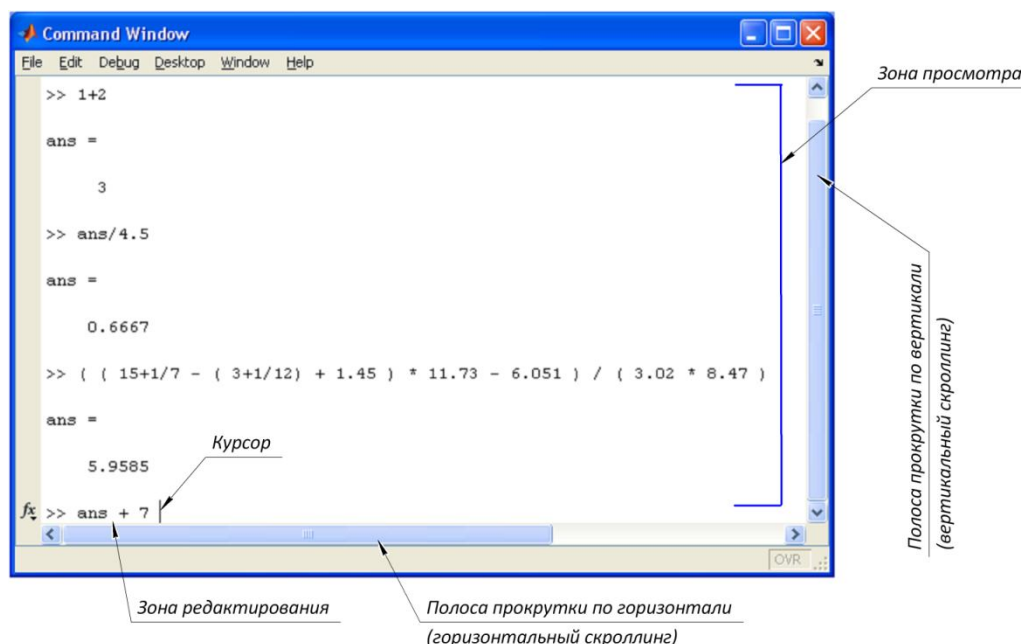 Command Window
File Edit Debug Desktop Window Help
>> 1+2
ans =
3
>> ans/4.5
ans =
0.6667
>> ( ( 15+1/7 - ( 3+1/12) + 1.45 ) * 11.73 - 6.051 ) / ( 3.02 * 8.47 )
ans =
5.9585
fx >> ans + 7
OVR
Зона просмотра
Полоса прокрутки по вертикали
(вертикальный скроллинг)
Курсор
Зона редактирования
Полоса прокрутки по горизонтали
(горизонтальный скроллинг)